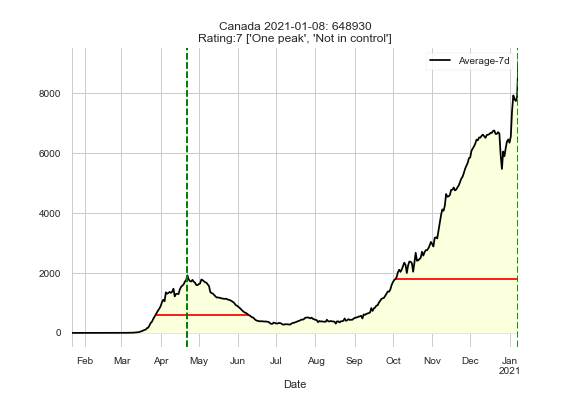 Canada 2021-01-08: 648930
Rating:7 ['One peak', 'Not in control']
Average-7d
8000
6000
4000
2000
0
Feb Mar Apr May Jun Jul Aug Sep Oct Nov Dec Jan
2021
Date